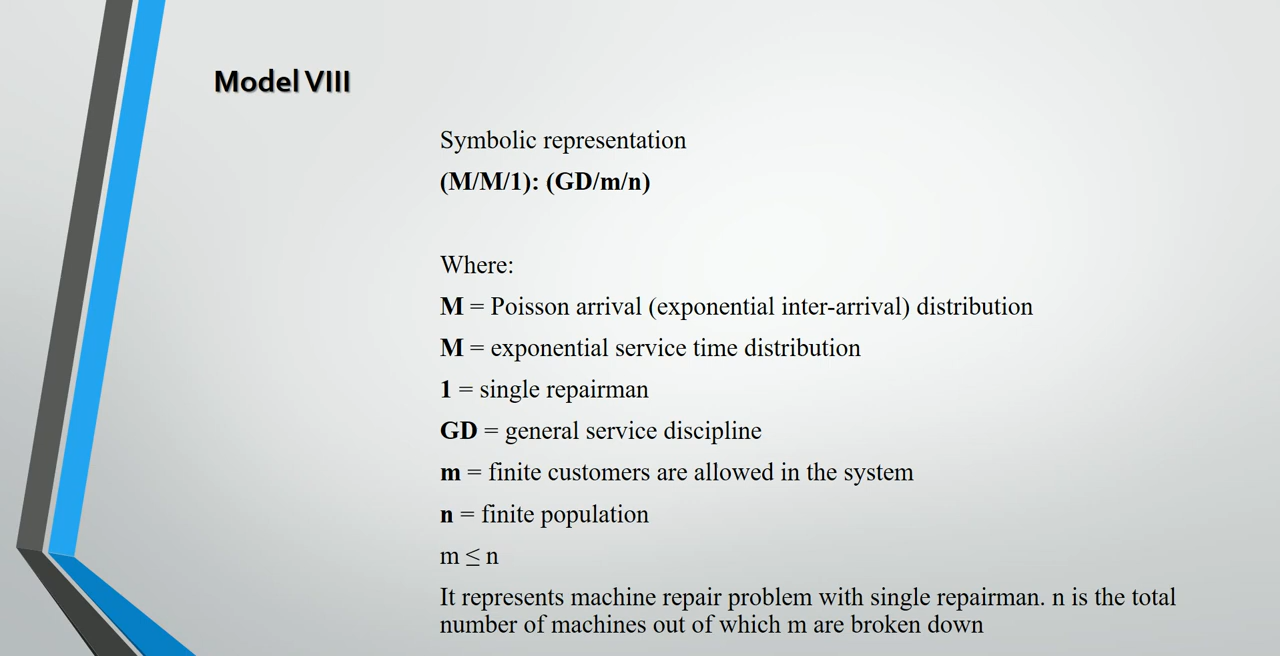 Model VIII
Symbolic representation
(M/M/1): (GD/m/n)
Where:
M = Poisson arrival (exponential inter-arrival) distribution
M = exponential service time distribution
1 = single repairman
GD = general service discipline
m = finite customers are allowed in the system
n = finite population
m ≤ n
It represents machine repair problem with single repairman. n is the total
number of machines out of which m are broken down